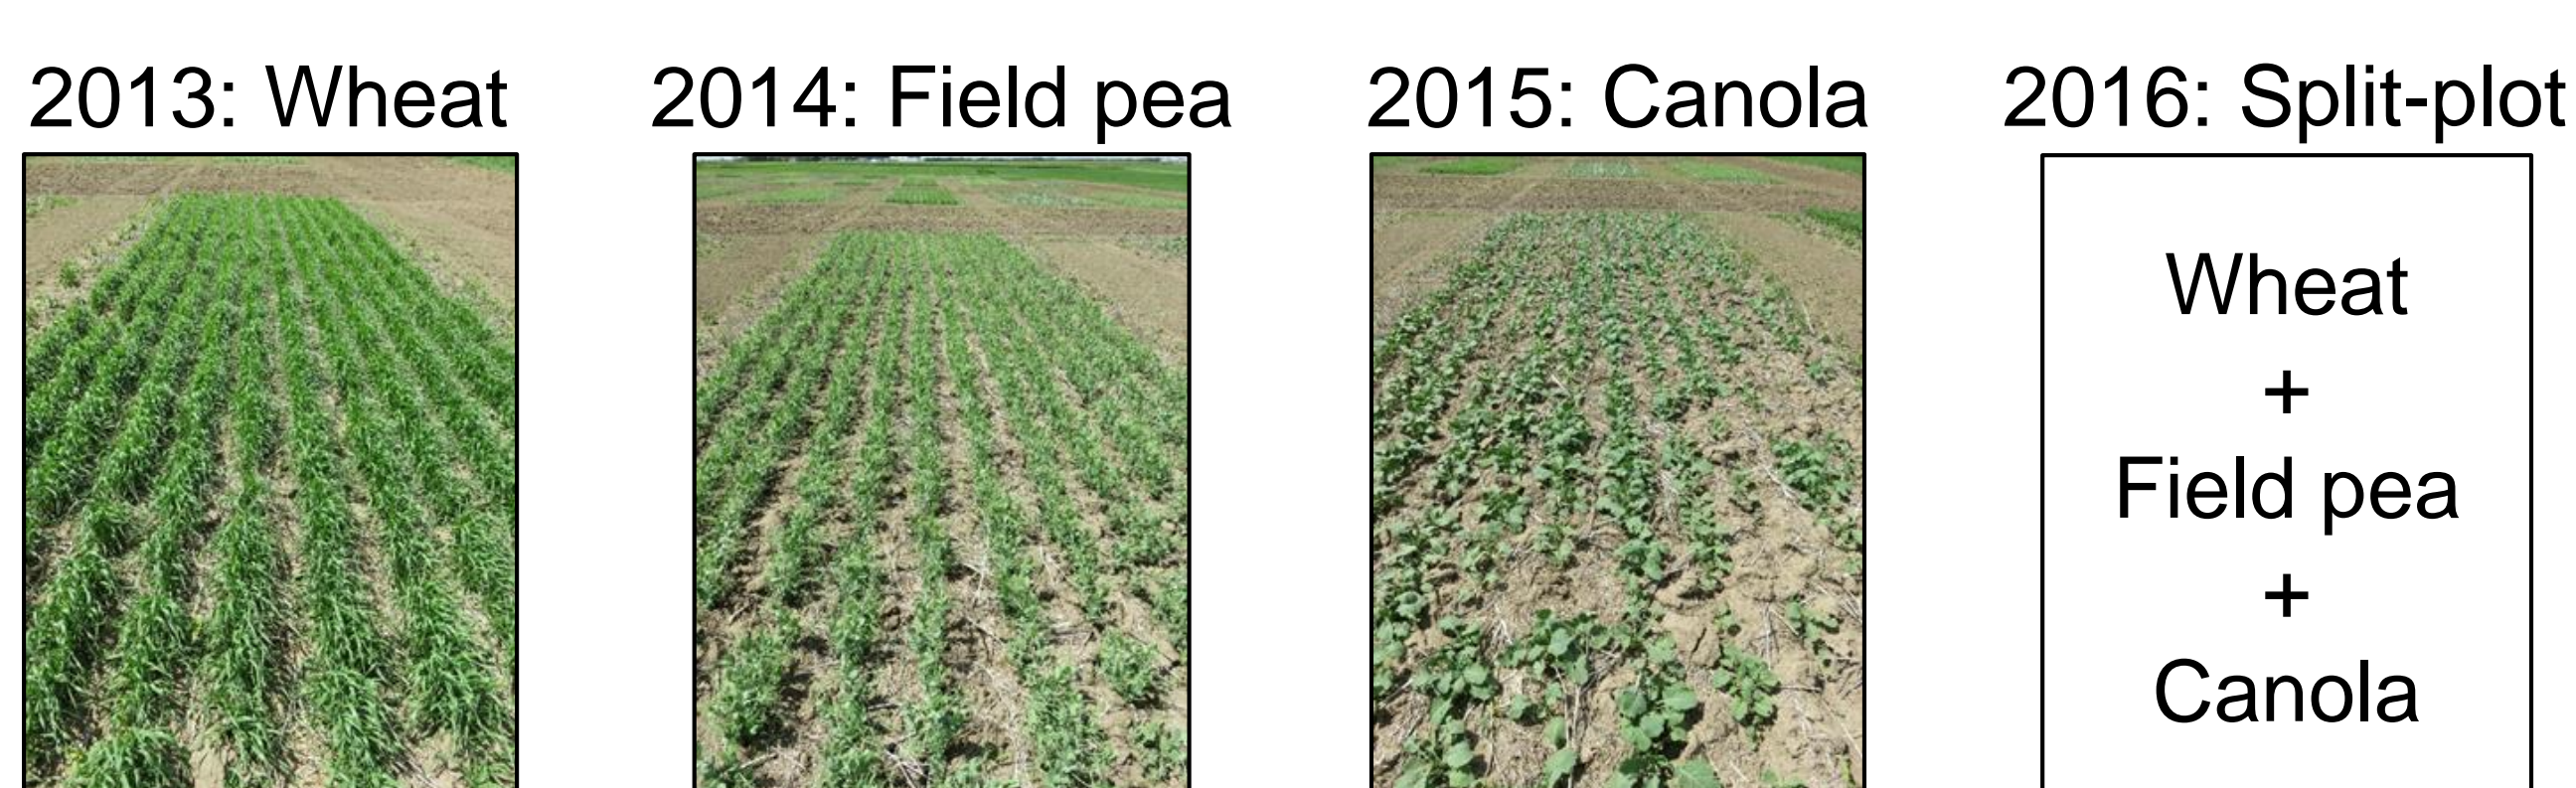 2013: Wheat
2014: Field pea
2015: Canola
2016: Split-plot
Wheat
+
Field pea
+
Canola